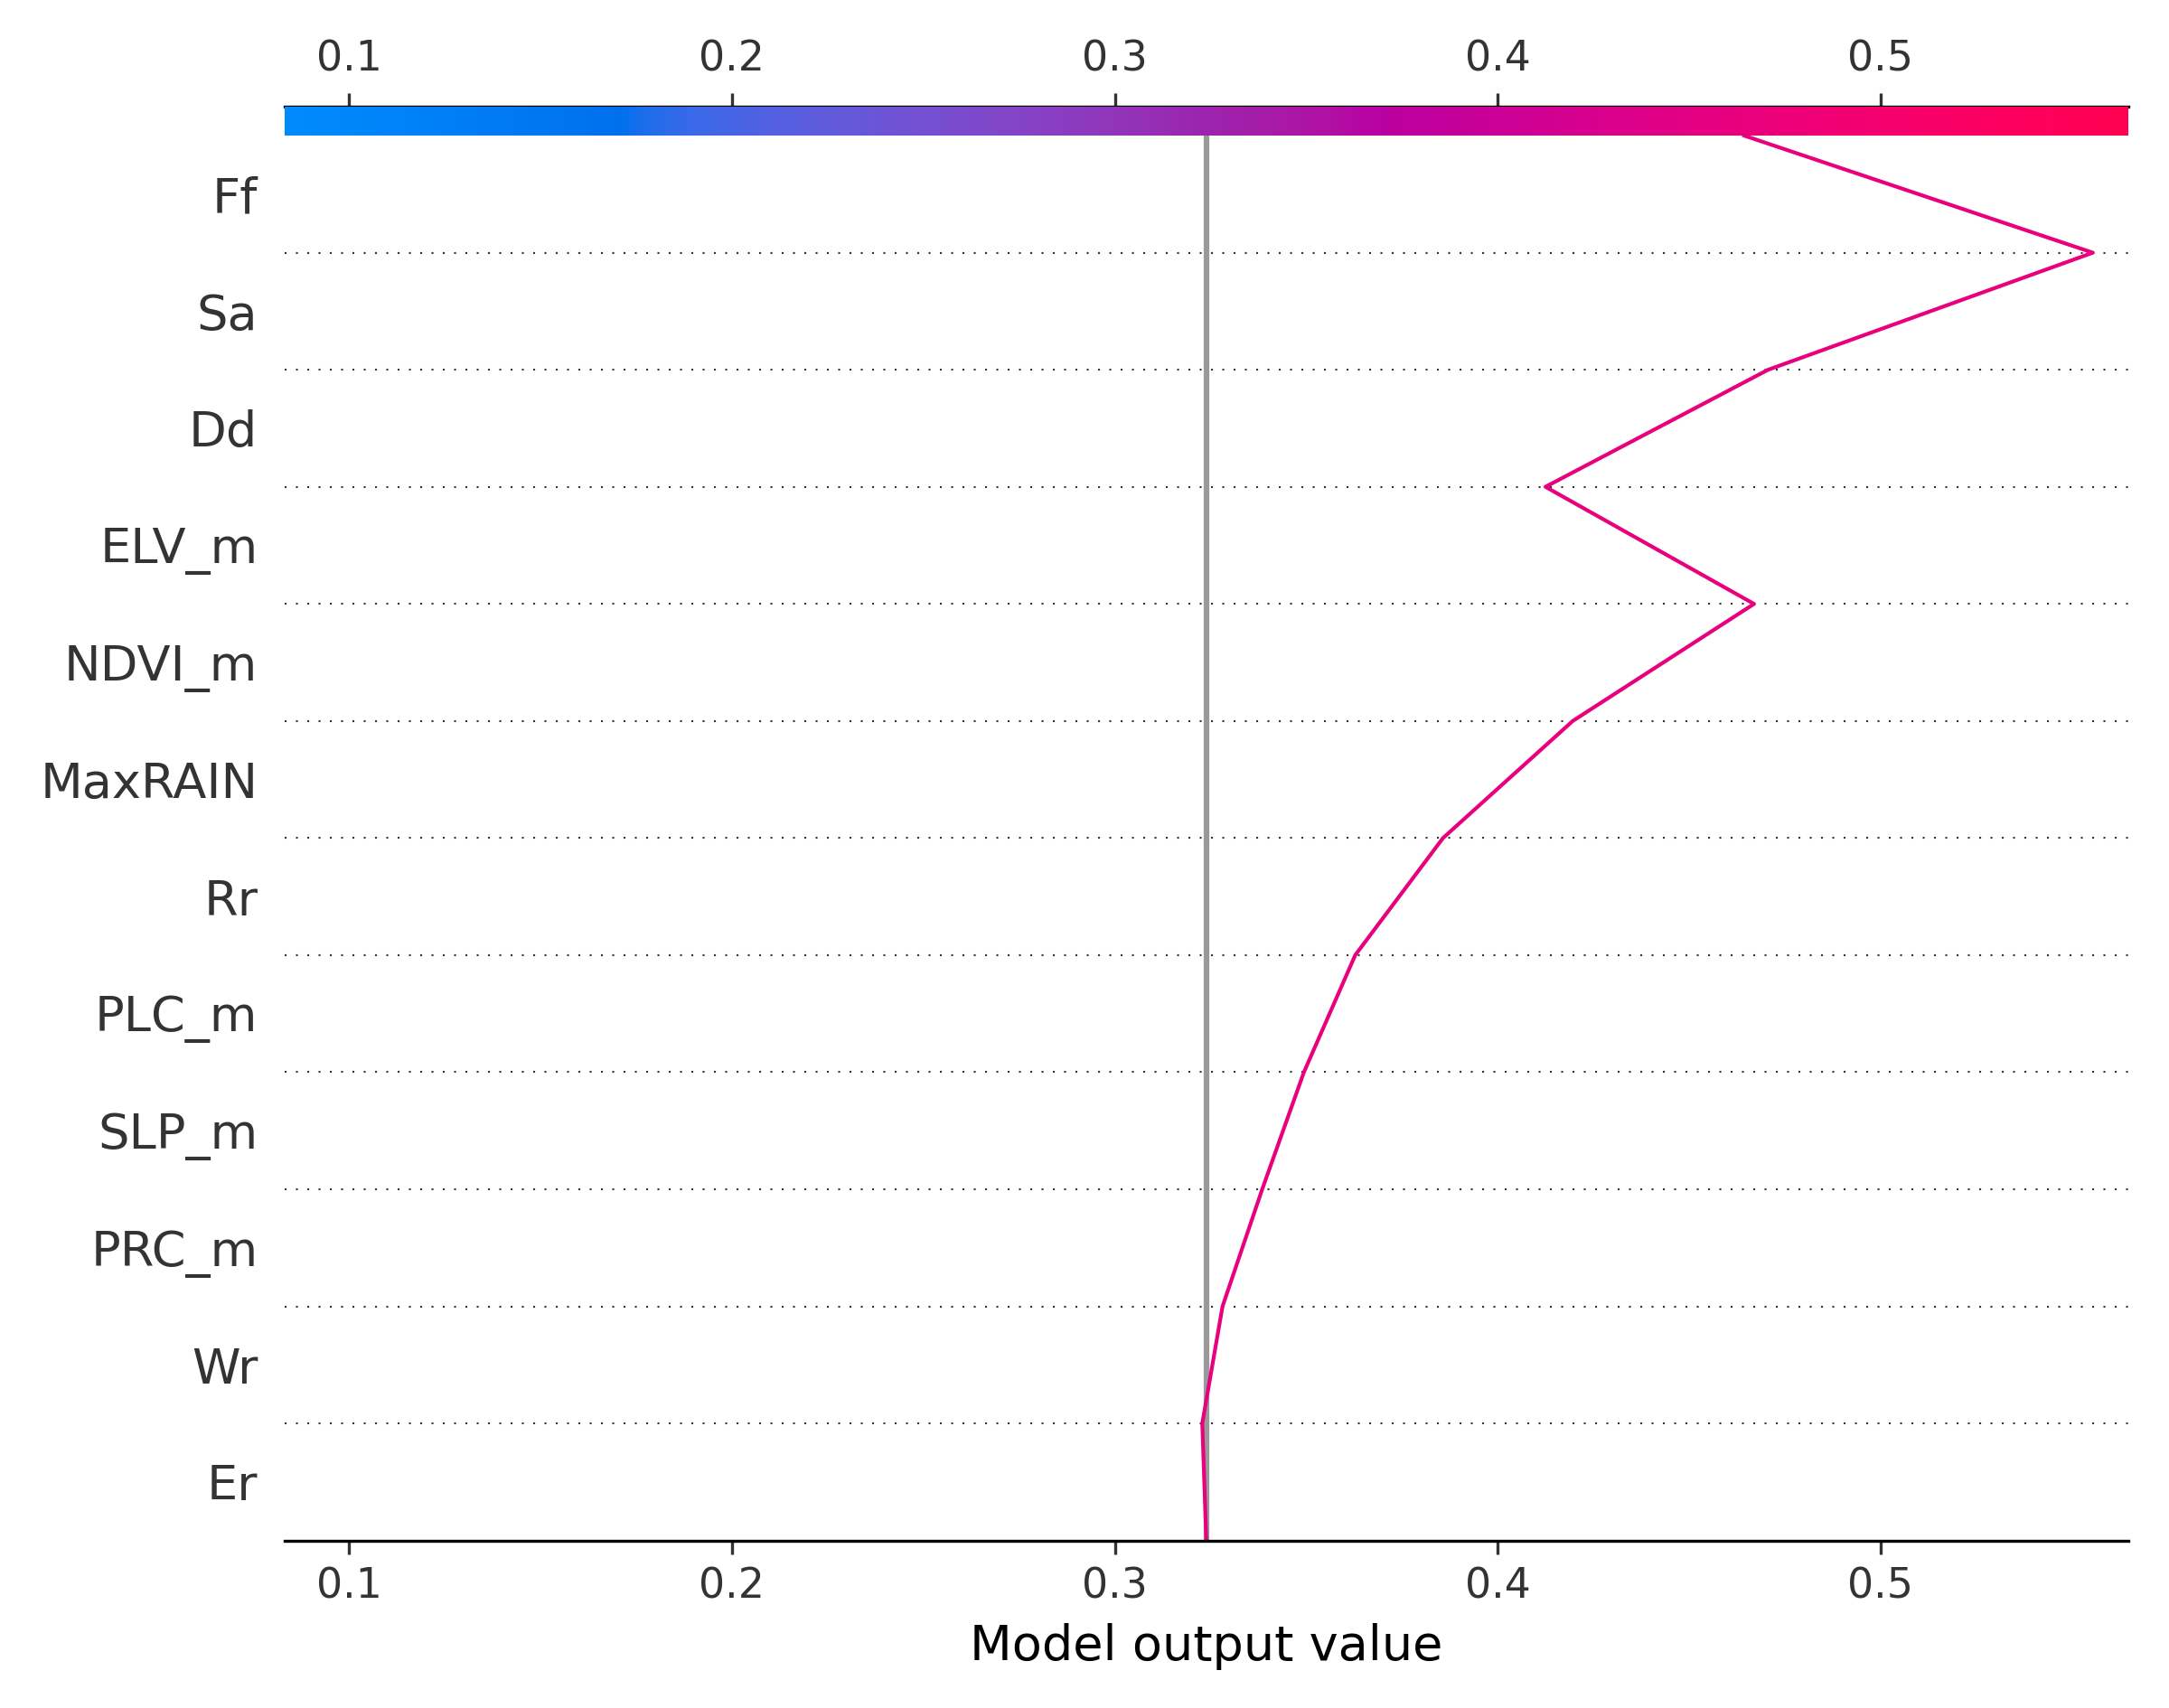 0.1 0.2 0.3 0.4 0.5
Ff
Sa
Dd
ELV_m
NDVI_m
MaxRAIN
Rr
PLC_m
SLP_m
PRC_m
Wr
Er
0.1 0.2 0.3 0.4 0.5
Model output value